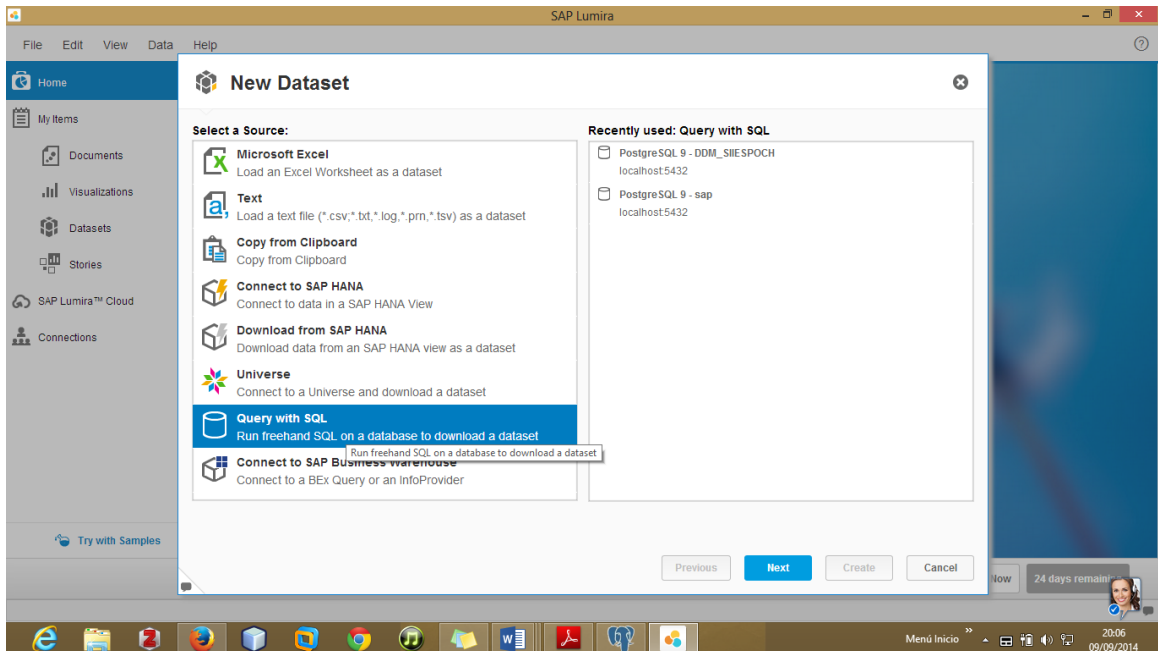 SAP Lumira
File Edit View Data Help
Home
My Items
Documents
Visualizations
Datasets
Stories
SAP Lumira™ Cloud
Connections
Try with Samples
New Dataset
Select a Source:
Microsoft Excel
Load an Excel Worksheet as a dataset
Text
Load a text file (*.csv;*.txt,*.log,*.prn,*.tsv) as a dataset
Copy from Clipboard
Copy from Clipboard
Connect to SAP HANA
Connect to data in a SAP HANA View
Download from SAP HANA
Download data from an SAP HANA view as a dataset
Universe
Connect to a Universe and download a dataset
Query with SQL
Run freehand SQL on a database to download a dataset
Run freehand SQL on a database to download a dataset
Connect to SAP Business Warehouse
Connect to a BEx Query or an InfoProvider
Recently used: Query with SQL
PostgreSQL 9 - DDM_SIIESPOCH
localhost:5432
PostgreSQL 9 - sap
localhost:5432
Previous Next Create Cancel
Now 24 days remaini
Menú Inicio
20:06
09/09/2014